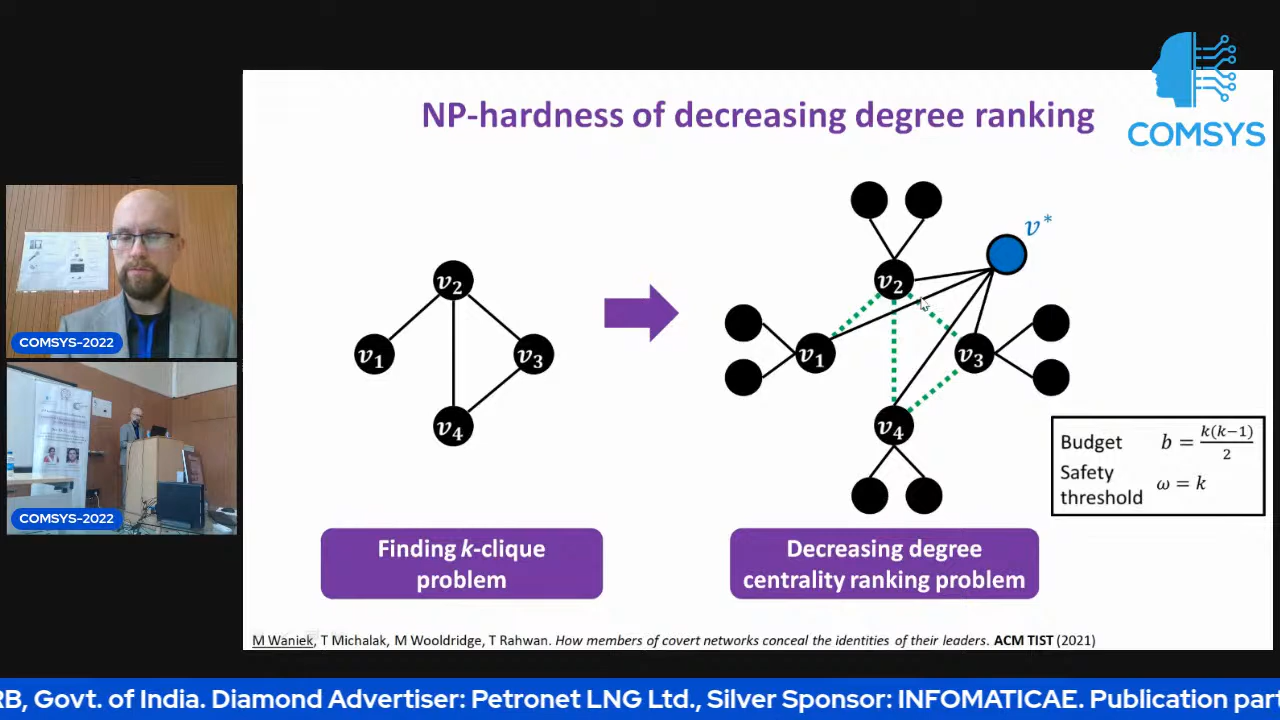 COMSYS
NP-hardness of decreasing degree ranking
v*
v₂
v₁
v₃
v₄
v₂
v₁
v₃
v₄
Budget b = k(k−1)/2
Safety
threshold ω = k
Finding k-clique
problem
Decreasing degree
centrality ranking problem
M Waniek, T Michalak, M Wooldridge, T Rahwan. How members of covert networks conceal the identities of their leaders. ACM TIST (2021)
COMSYS-2022
COMSYS-2022
RB, Govt. of India. Diamond Advertiser: Petronet LNG Ltd., Silver Sponsor: INFOMATICAE. Publication part